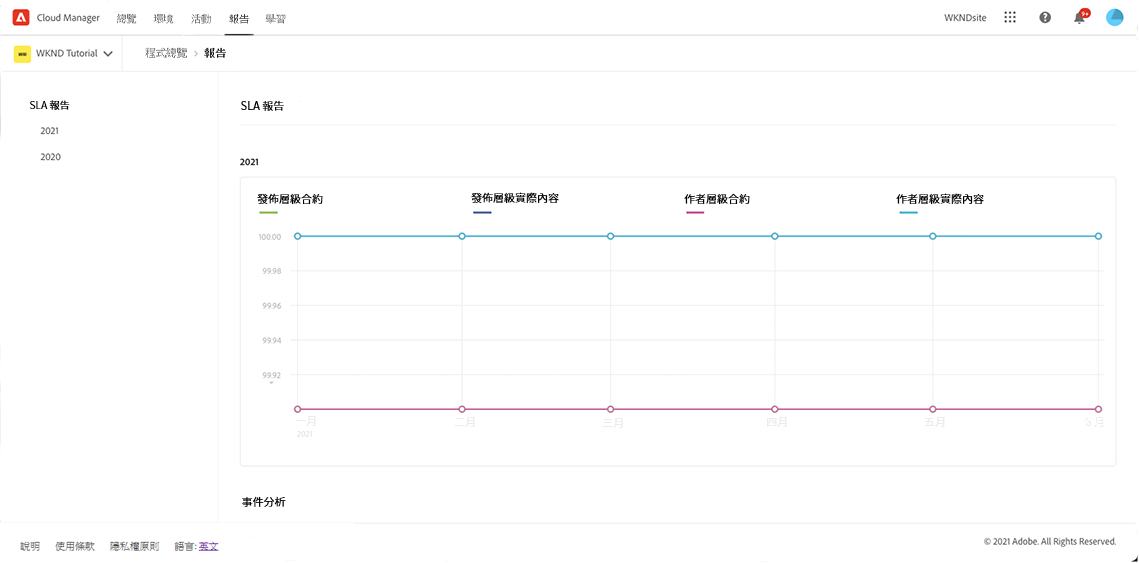 Cloud Manager 總覽 環境 活動 報告 學習 WKNDsite 9+
WKND Tutorial 程式總覽 > 報告
SLA 報告
2021
2020
SLA 報告
2021
發佈層級合約 發佈層級實際內容 作者層級合約 作者層級實際內容
100.00
99.98
99.96
99.94
99.92
一月 二月 三月 四月 五月
2021
事件分析
說明 使用條款 隱私權原則 語言: 英文 © 2021 Adobe. All Rights Reserved.